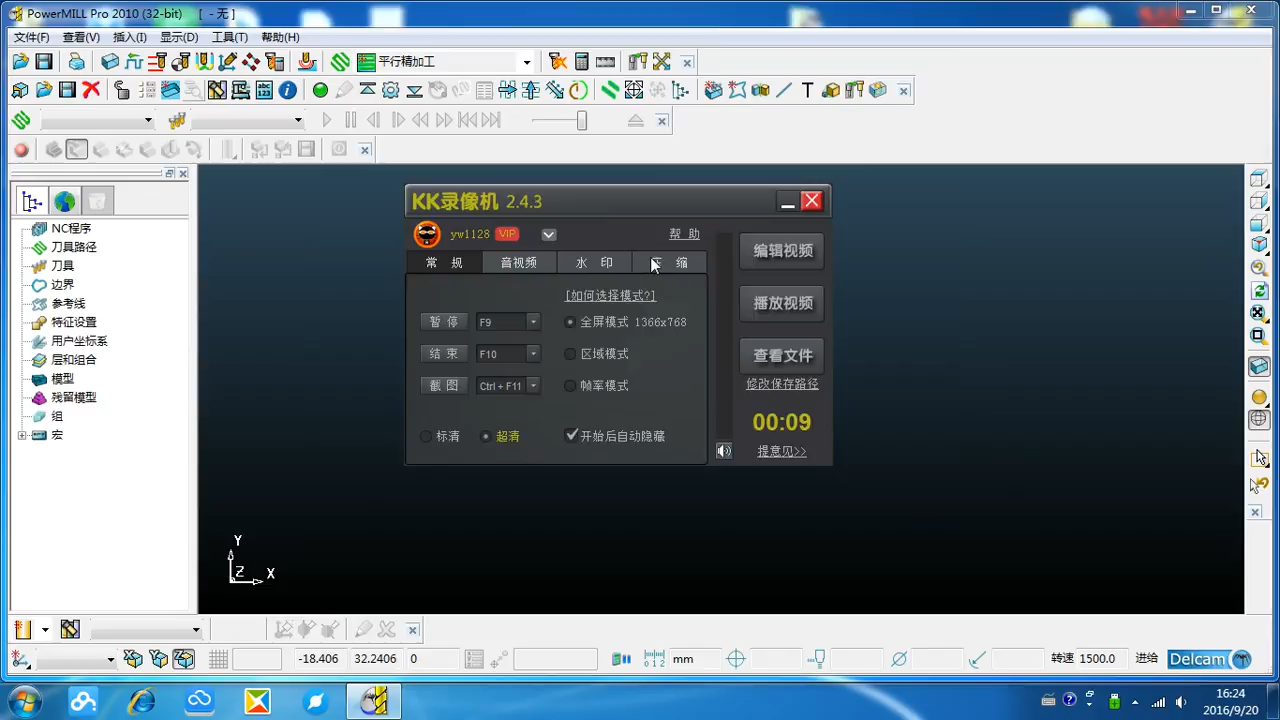 PowerMILL Pro 2010 (32-bit) [ - 无 ]
文件(F) 查看(V) 插入(I) 显示(D) 工具(T) 帮助(H)
平行精加工
NC程序
刀具路径
刀具
边界
参考线
特征设置
用户坐标系
层和组合
模型
残留模型
组
宏
KK录像机 2.4.3
yw1128 VIP 帮 助
常 规 音视频 水 印 缩
[如何选择模式?]
暂 停 F9 全屏模式 1366x768
结 束 F10 区域模式
截 图 Ctrl + F11 帧率模式
标清 超清 开始后自动隐藏
编辑视频
播放视频
查看文件
修改保存路径
00:09
提意见>>
Y
Z X
-18.406 32.2406 0 mm 转速 1500.0 进给 Delcam
16:24
2016/9/20